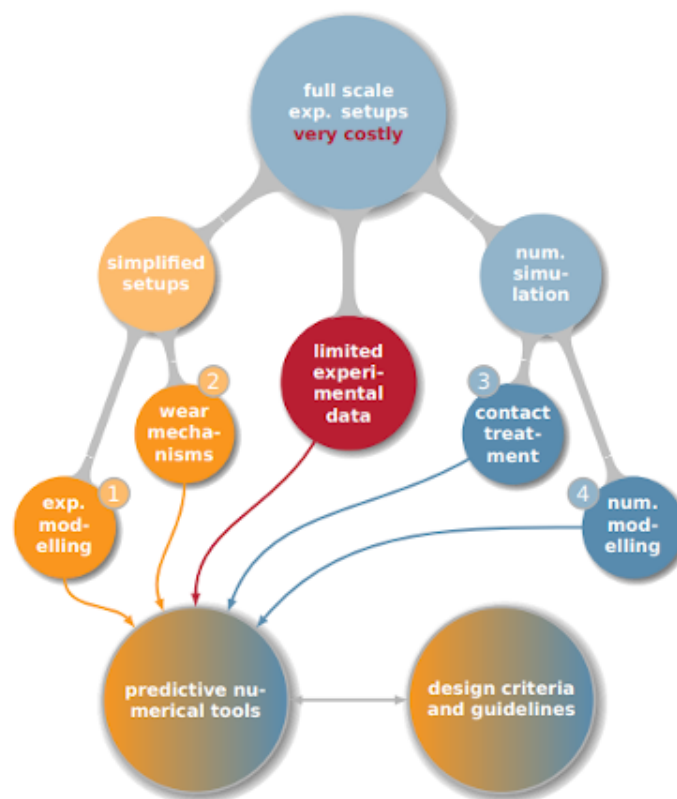 full scale
exp. setups
very costly
simplified
setups
num.
simu-
lation
limited
experi-
mental
data
2
wear
mecha-
nisms
3
contact
treat-
ment
1
exp.
mod-
elling
4
num.
mod-
elling
predictive nu-
merical tools
design criteria
and guidelines